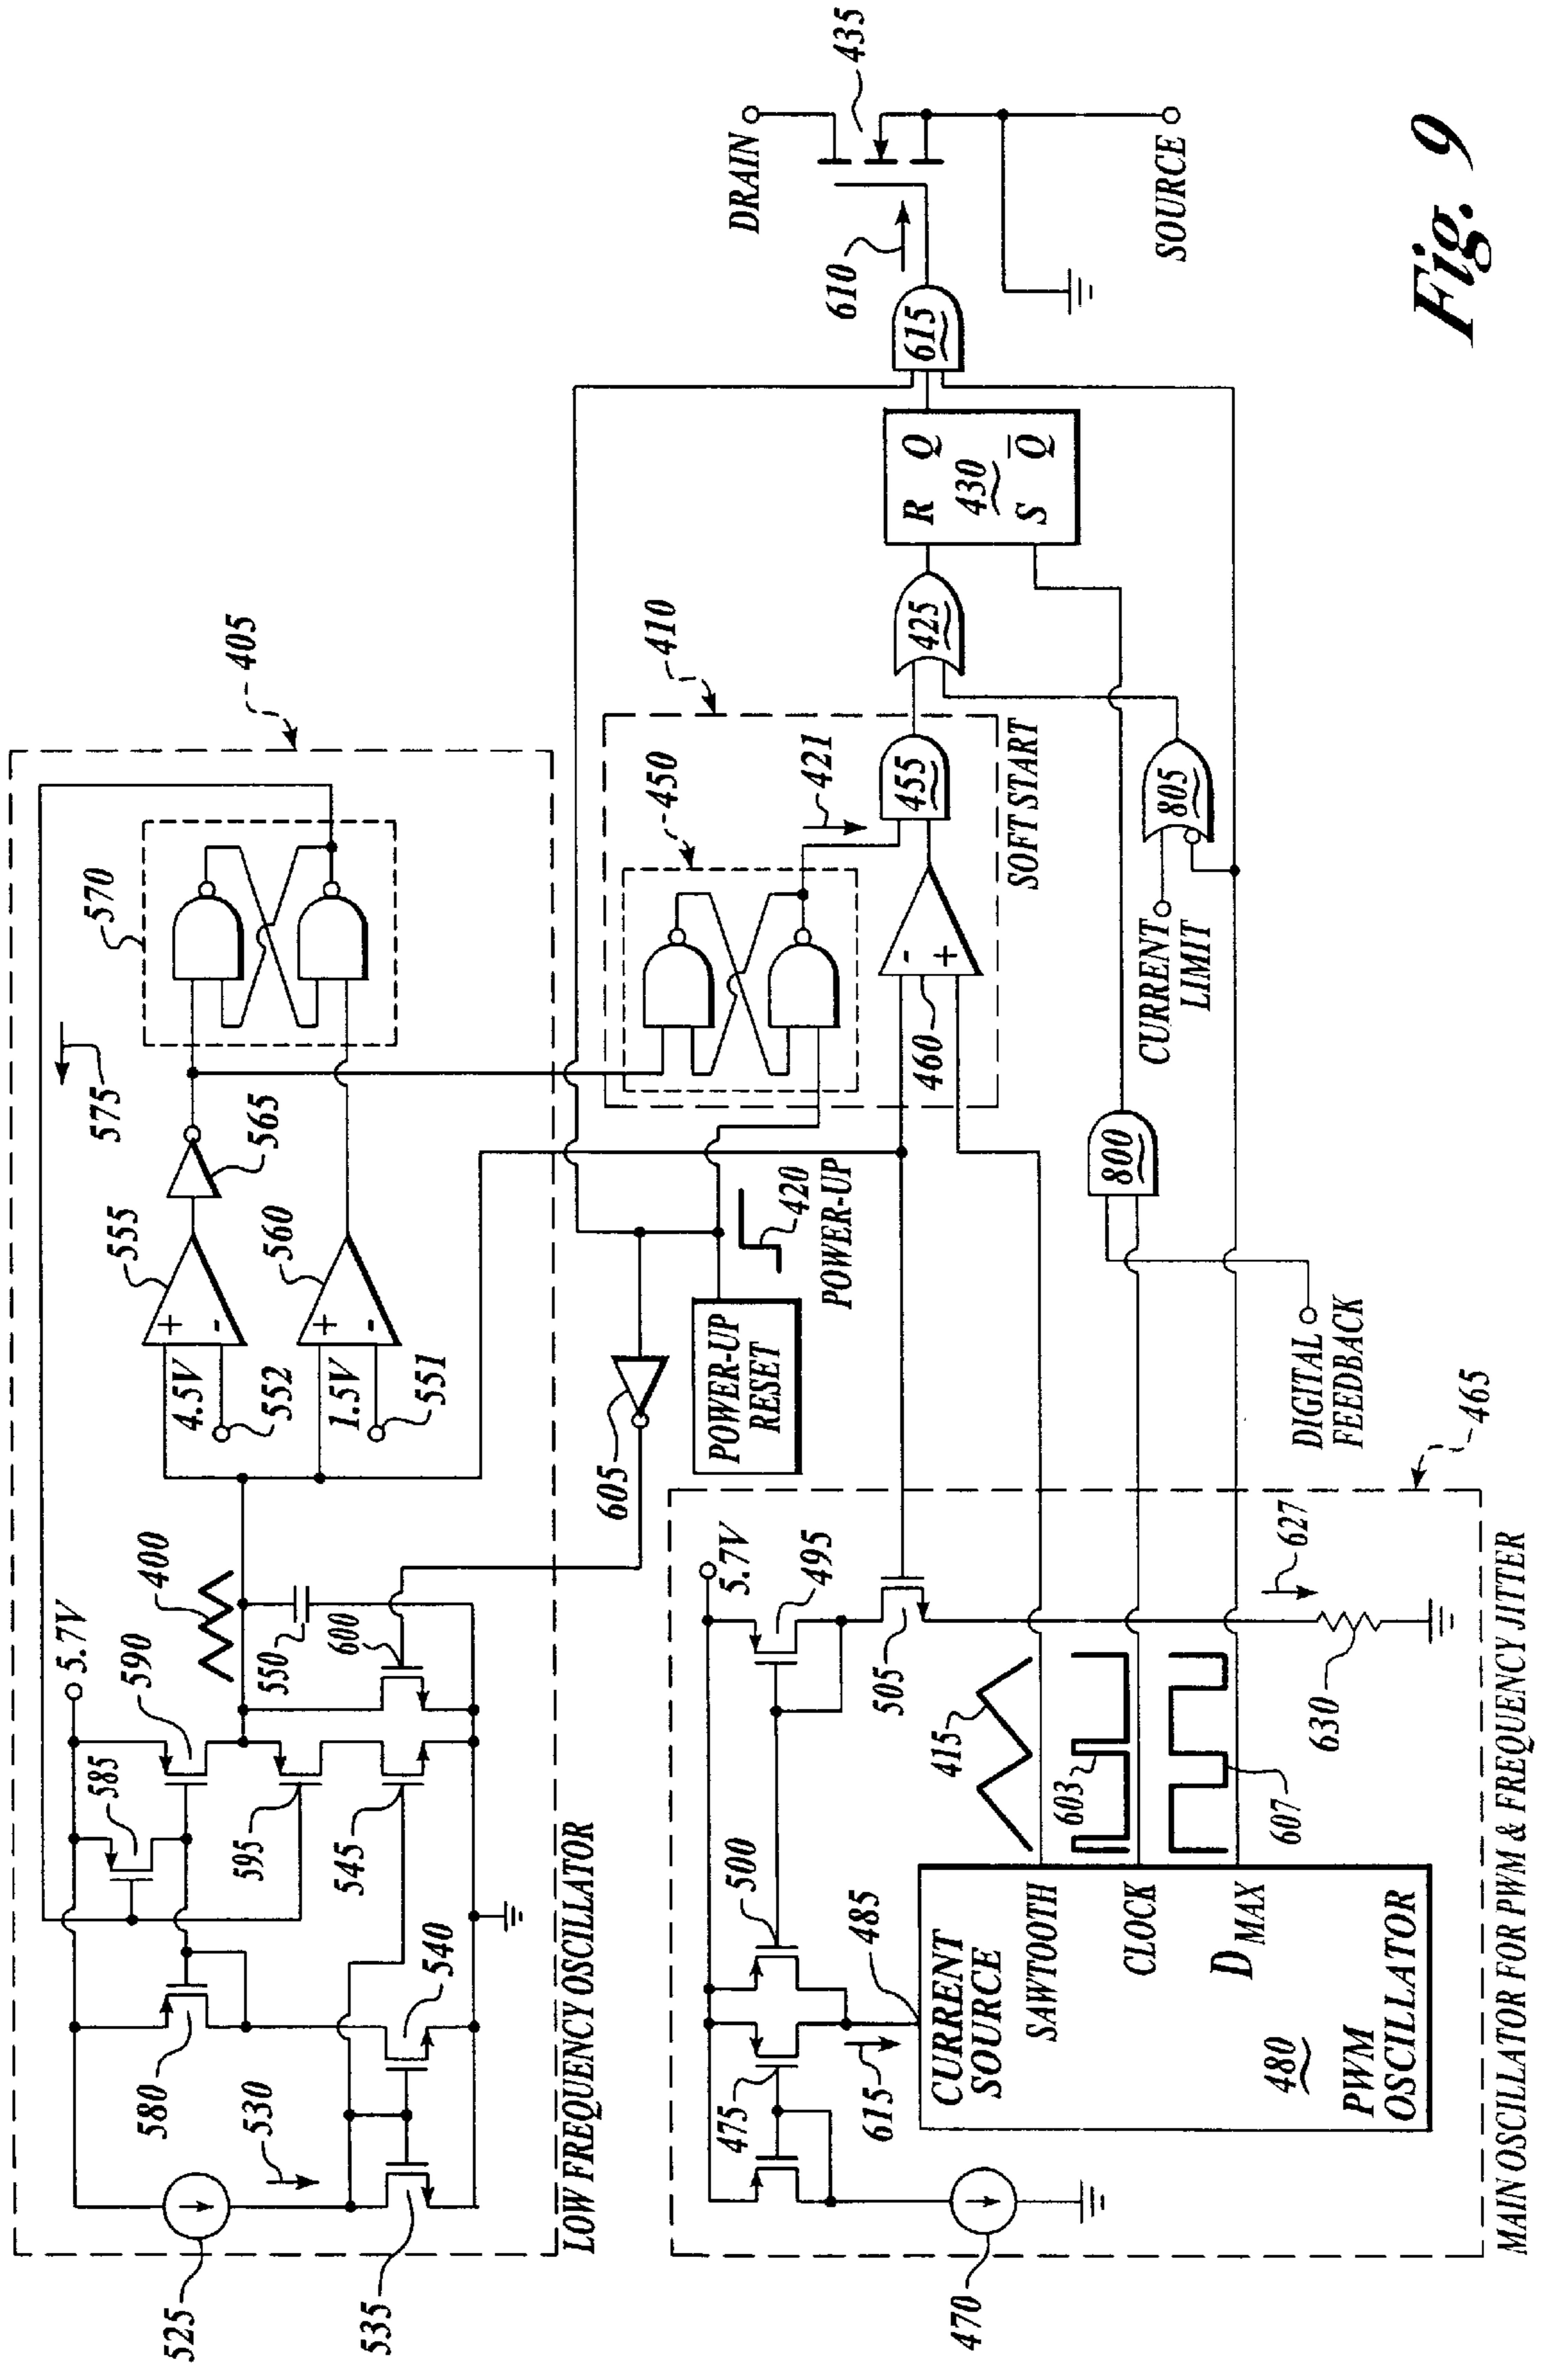 405
570
575
565
555
560
4.5V
552
1.5V
551
5.7V
400
590
585
550
600
595
545
580
540
530
525
535
LOW FREQUENCY OSCILLATOR
410
450
421
455
SOFT START
460
605
POWER-UP
RESET
420
POWER-UP
DRAIN
435
610
615
SOURCE
R Q
430
S Q̅
425
805
CURRENT
LIMIT
800
DIGITAL
FEEDBACK
465
5.7V
495
505
627
630
500
475
615
485
470
415
603
607
CURRENT
SOURCE
SAWTOOTH
CLOCK
DMAX
480
PWM
OSCILLATOR
MAIN OSCILLATOR FOR PWM & FREQUENCY JITTER
+
-
+
-
-
+
Fig. 9